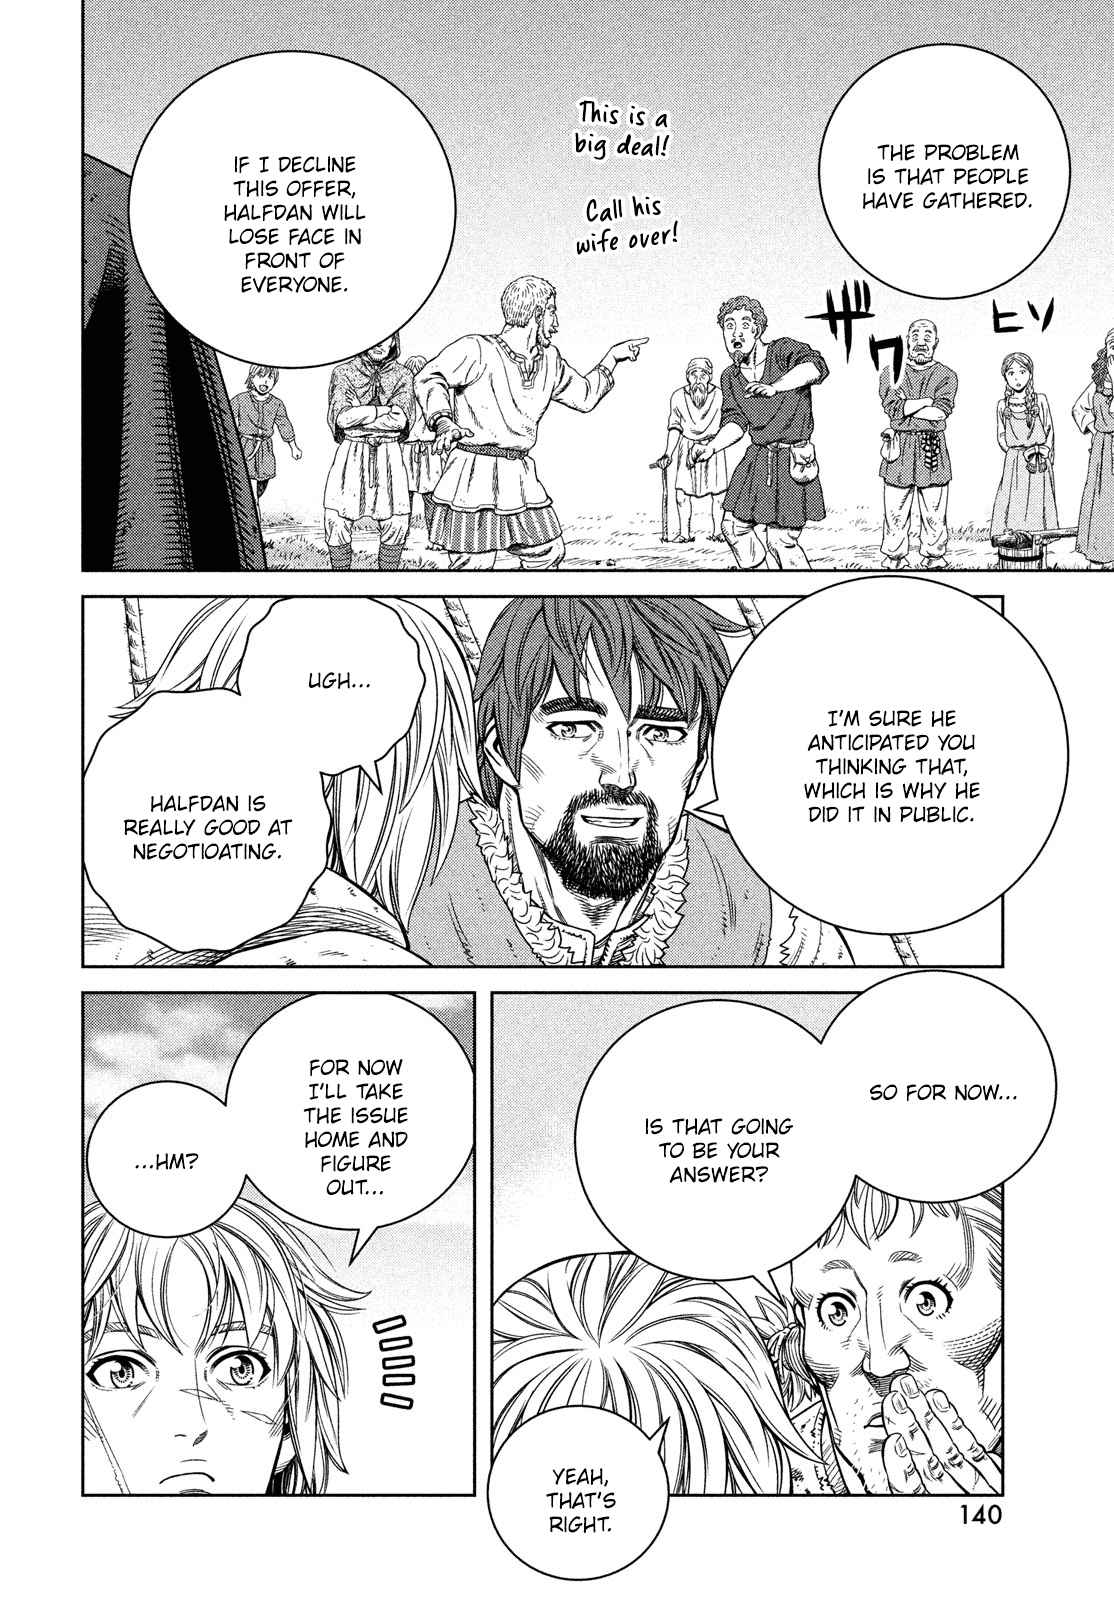 THE PROBLEM
IS THAT PEOPLE
HAVE GATHERED.
ザワ
ヒソ
This is a
big deal!
Call his
wife over!
IF I DECLINE
THIS OFFER,
HALFDAN WILL
LOSE FACE IN
FRONT OF
EVERYONE.
I'M SURE HE
ANTICIPATED YOU
THINKING THAT,
WHICH IS WHY HE
DID IT IN PUBLIC.
UGH...
HALFDAN IS
REALLY GOOD AT
NEGOTIOATING.
SO FOR NOW...
IS THAT GOING
TO BE YOUR
ANSWER?
YEAH,
THAT'S
RIGHT.
FOR NOW
I'LL TAKE
THE ISSUE
HOME AND
FIGURE
OUT...
...HM?
140